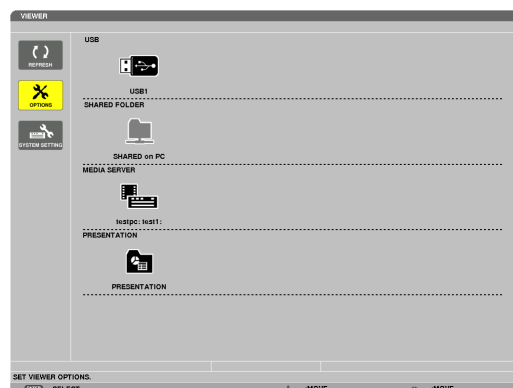 VIEWER
USB
REFRESH
USB1
OPTIONS
SHARED FOLDER
SYSTEM SETTING
SHARED on PC
MEDIA SERVER
testpc: test1:
PRESENTATION
PRESENTATION
SET VIEWER OPTIONS.
:SELECT :MOVE :MOVE